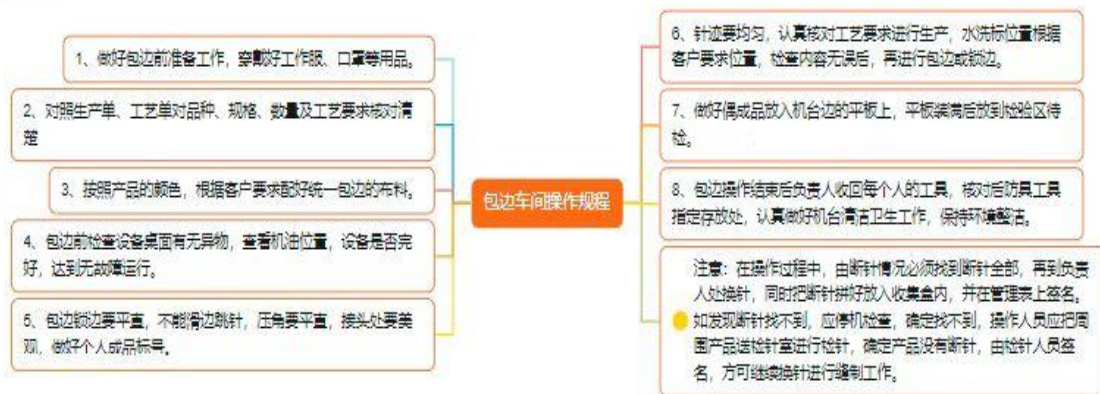 1、做好包边前准备工作，穿戴好工作服、口罩等用品。
2、对照生产单、工艺单对品种、规格、数量及工艺要求核对清
楚
3、按照产品的颜色，根据客户要求配好统一包边的布料。
4、包边前检查设备桌面有无异物，查看机油位置，设备是否完
好，达到无故障运行。
5、包边锁边要平直，不能滑边跳针，压角要平直，接头处要美
观，做好个人成品标号。
包边车间操作规程
6、针迹要均匀，认真核对工艺要求进行生产，水洗标位置根据
客户要求位置，检查内容无误后，再进行包边或锁边。
7、做好偶成品放入机台边的平板上，平板装满后放到检验区待
检。
8、包边操作结束后负责人收回每个人的工具，核对后防具工具
指定存放处，认真做好机台清洁卫生工作，保持环境整洁。
注意：在操作过程中，由断针情况必须找到断针全部，再到负责
人处换针，同时把断针拼好放入收集盒内，并在管理表上签名。
如发现断针找不到，应停机检查，确定找不到，操作人员应把周
围产品送检针室进行检针，确定产品没有断针，由检针人员签
名，方可继续换针进行缝制工作。